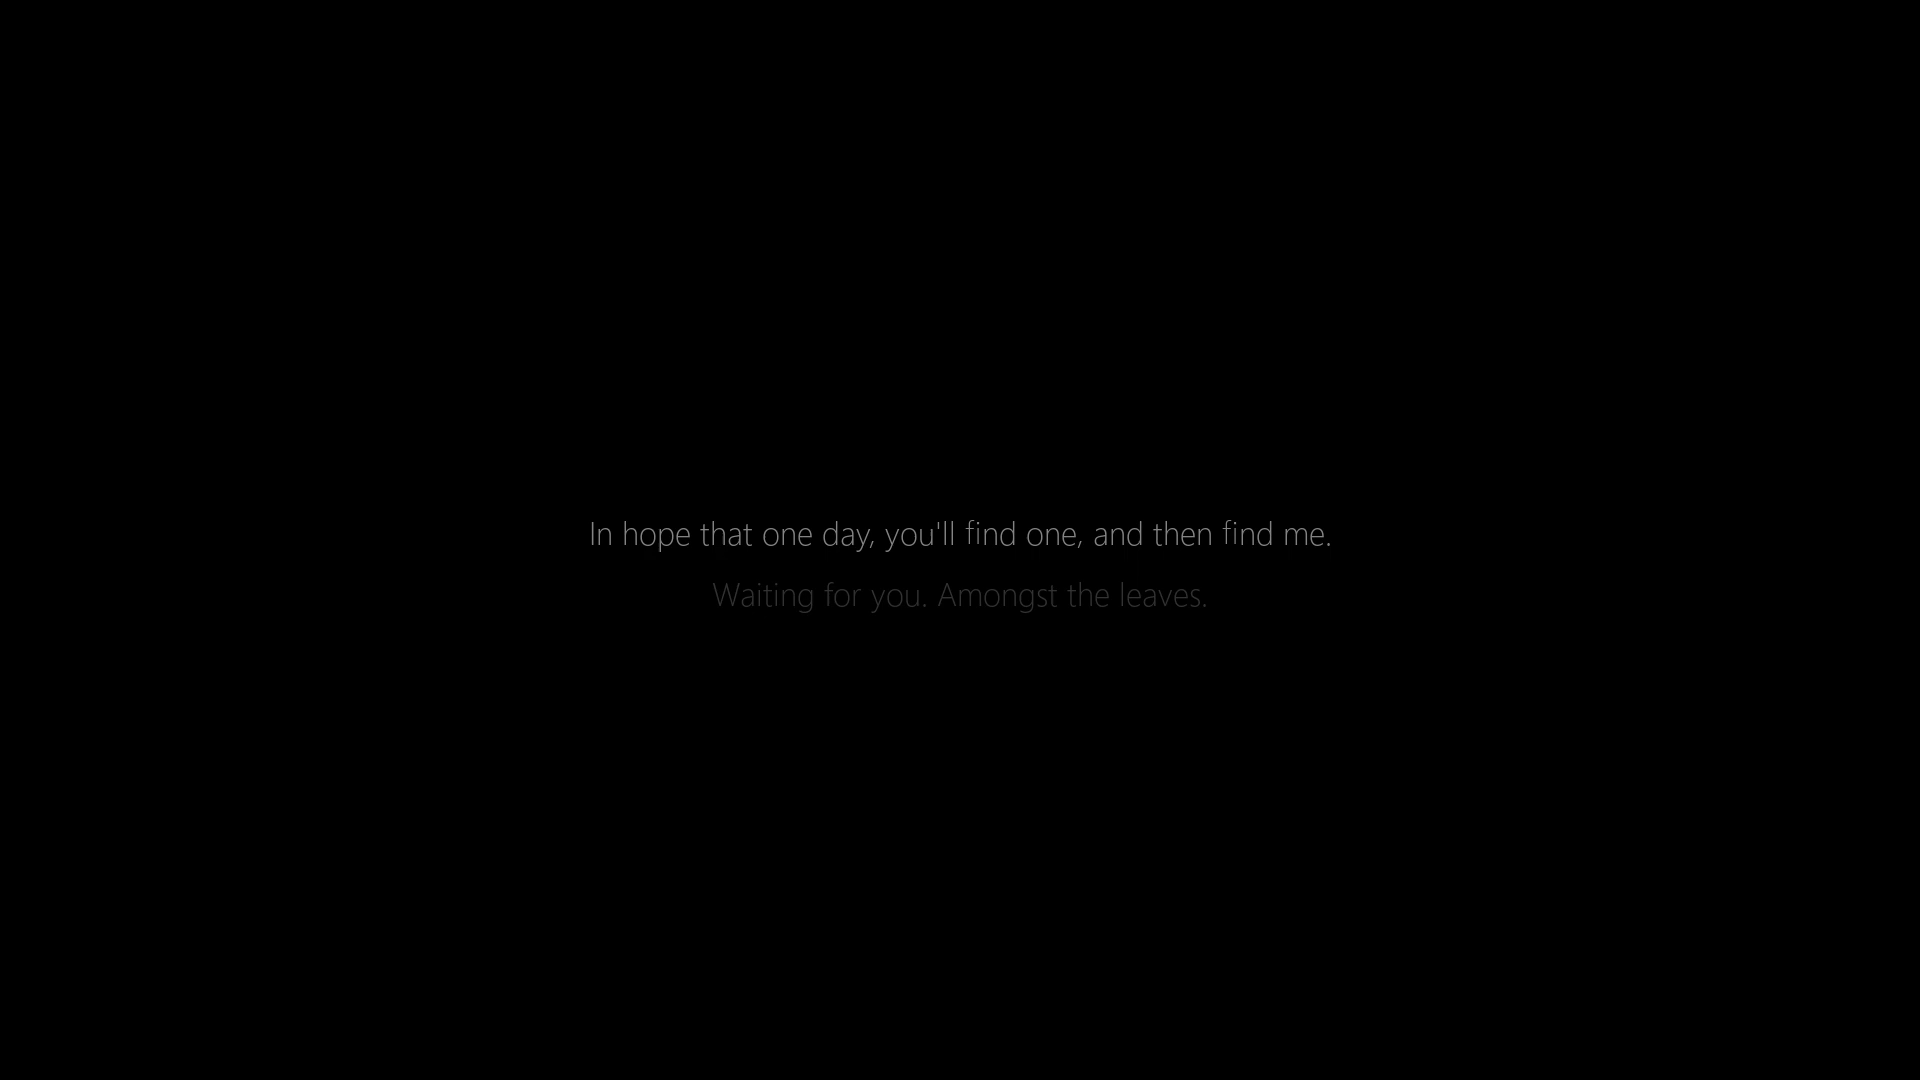 In hope that one day, you'll find one, and then find me.
Waiting for you. Amongst the leaves.